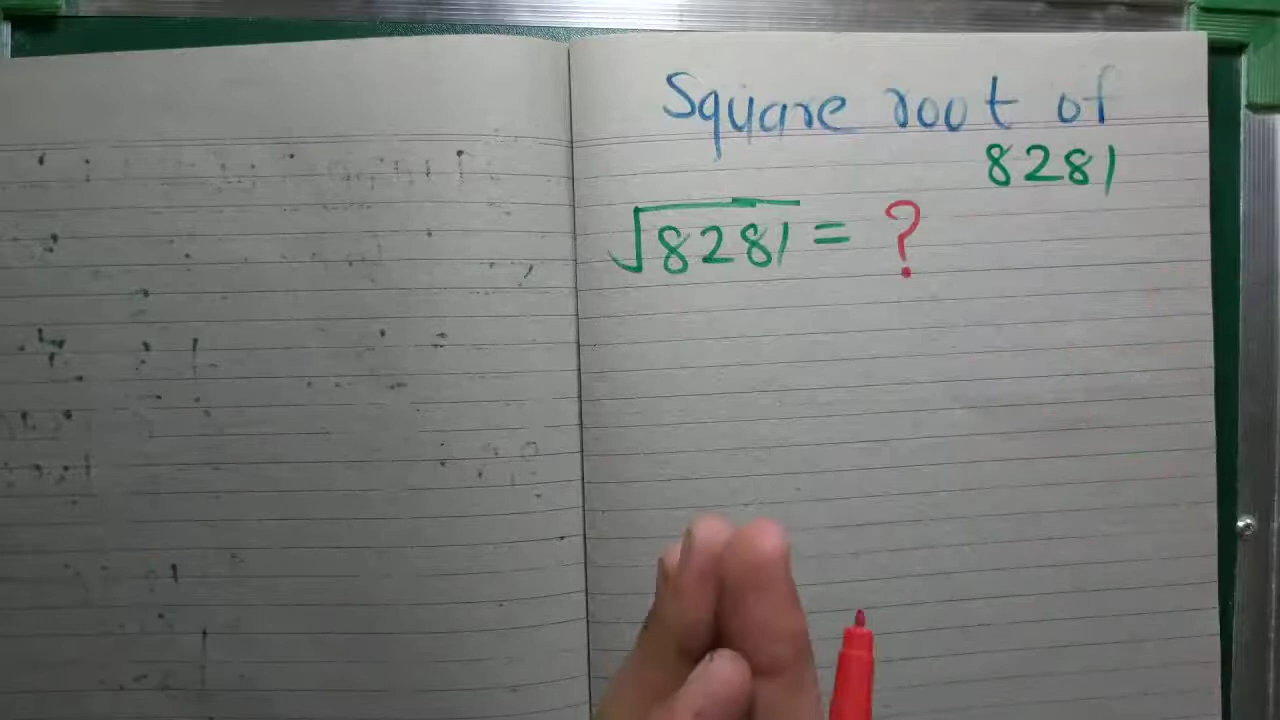 Square root of
8281
√8281 = ?